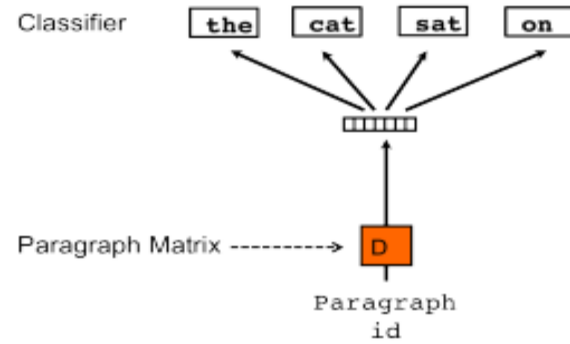 Classifier the cat sat on
Paragraph Matrix D
Paragraph
id